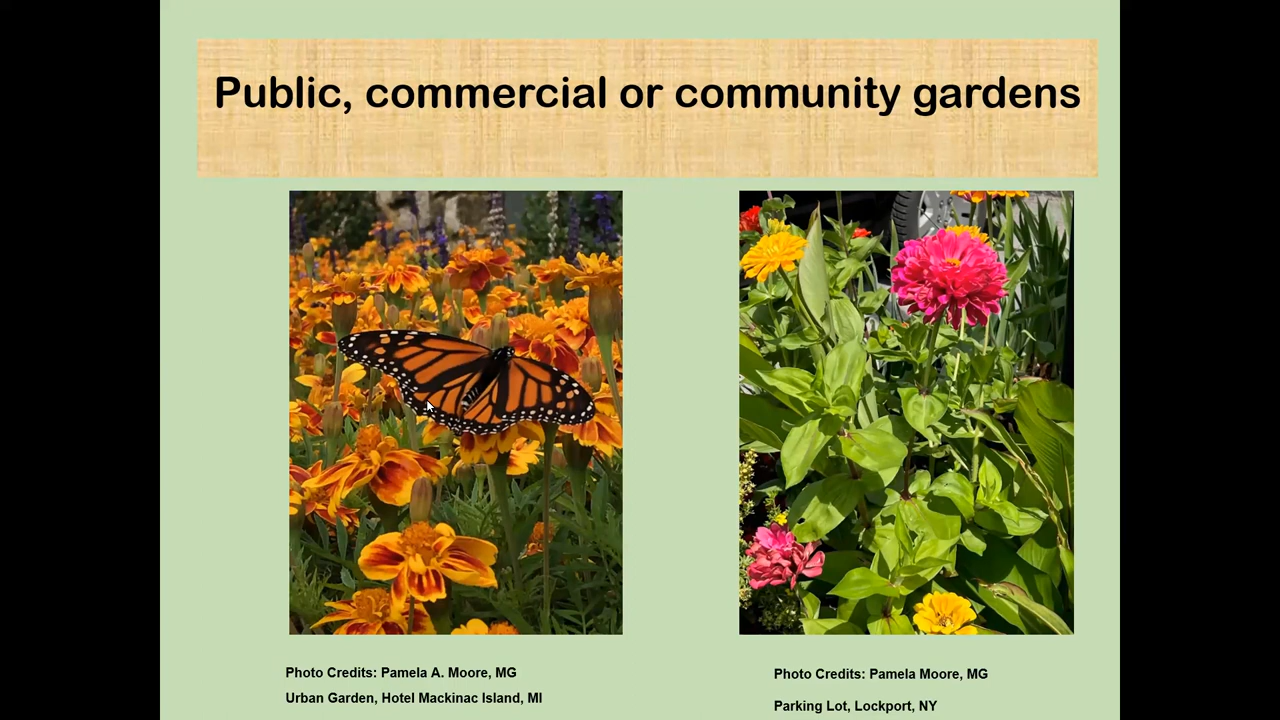 Public, commercial or community gardens
Photo Credits: Pamela A. Moore, MG
Urban Garden, Hotel Mackinac Island, MI
Photo Credits: Pamela Moore, MG
Parking Lot, Lockport, NY